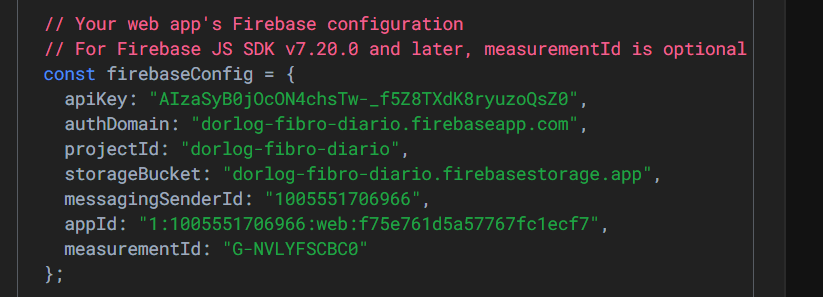 // Your web app's Firebase configuration
// For Firebase JS SDK v7.20.0 and later, measurementId is optional
const firebaseConfig = {
  apiKey: "AIzaSyB0jOcON4chsTw-_f5Z8TXdK8ryuzoQsZ0",
  authDomain: "dorlog-fibro-diario.firebaseapp.com",
  projectId: "dorlog-fibro-diario",
  storageBucket: "dorlog-fibro-diario.firebasestorage.app",
  messagingSenderId: "1005551706966",
  appId: "1:1005551706966:web:f75e761d5a57767fc1ecf7",
  measurementId: "G-NVLYFSCBC0"
};